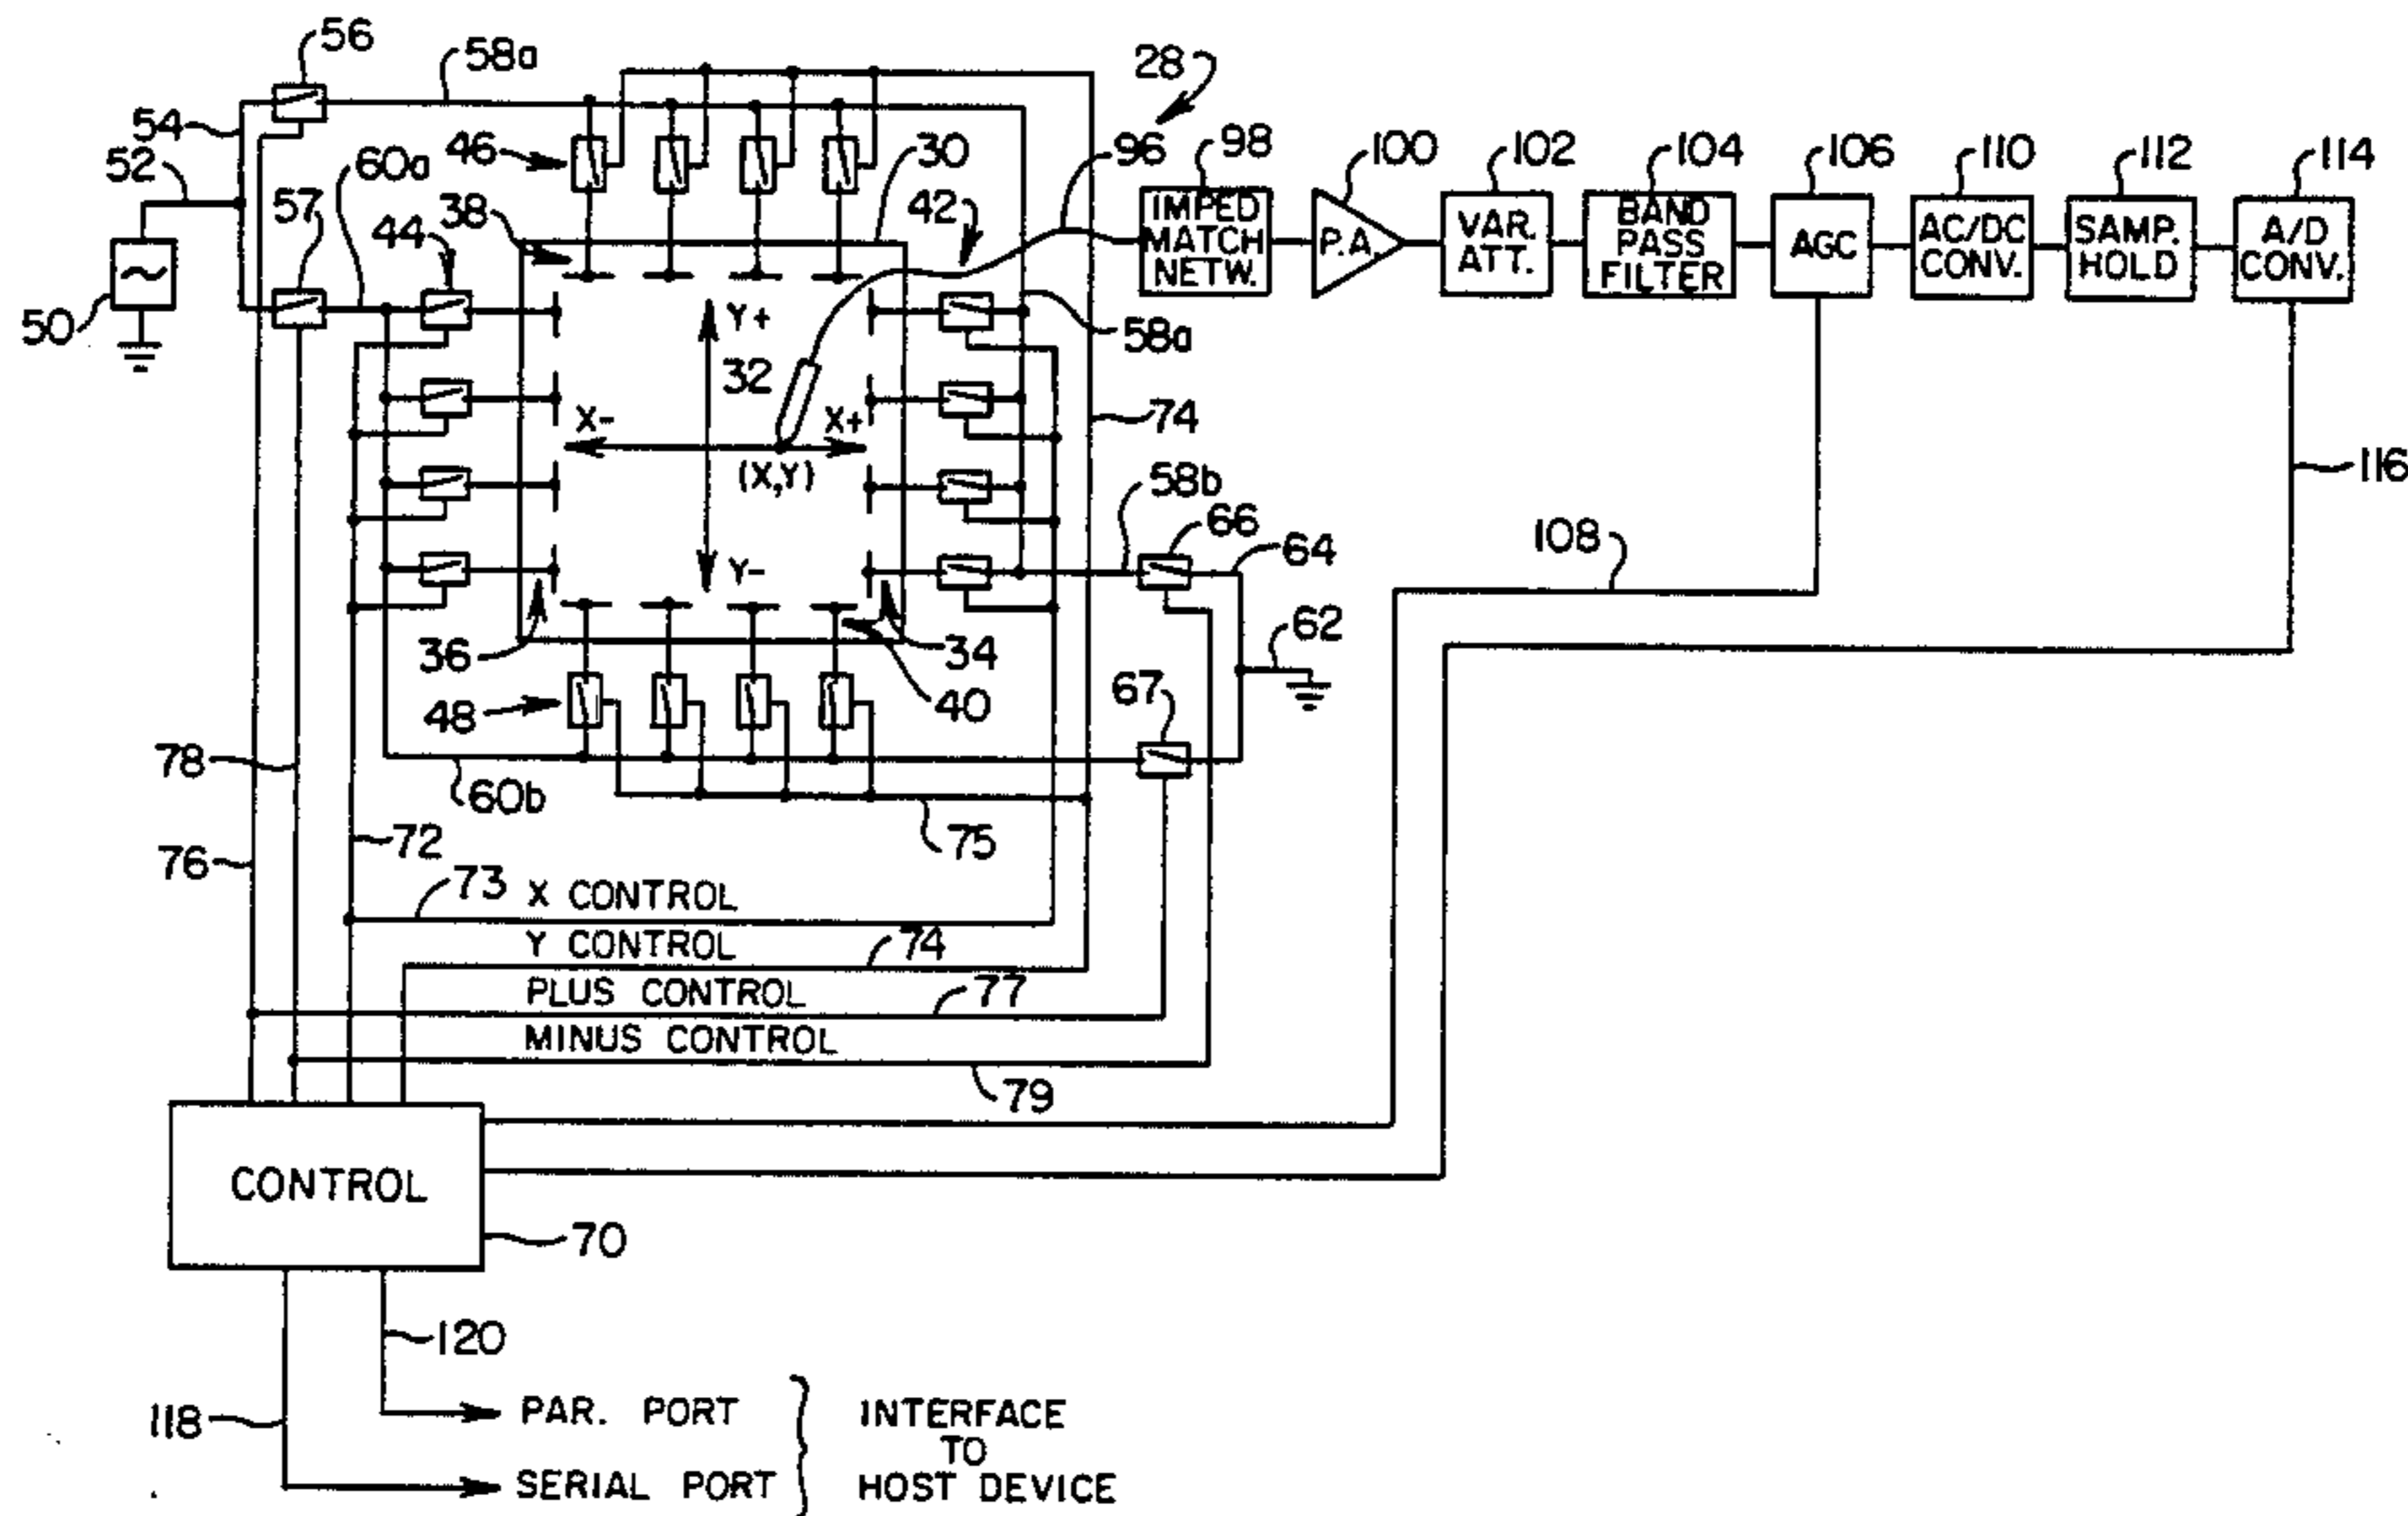 56
58a
28
54
46
30
96
98
100
102
104
106
110
112
114
52
60a
57
38
42
44
IMPED
MATCH
NETW.
P.A.
VAR.
ATT.
BAND
PASS
FILTER
AGC
AC/DC
CONV.
SAMP.
HOLD
A/D
CONV.
50
Y+
32
58a
X-
X+
74
(X,Y)
58b
66
64
116
108
Y-
36
34
62
48
40
67
78
60b
75
76
72
73
X CONTROL
Y CONTROL
74
PLUS CONTROL
77
MINUS CONTROL
79
CONTROL
70
120
118
PAR. PORT
SERIAL PORT
INTERFACE
TO
HOST DEVICE